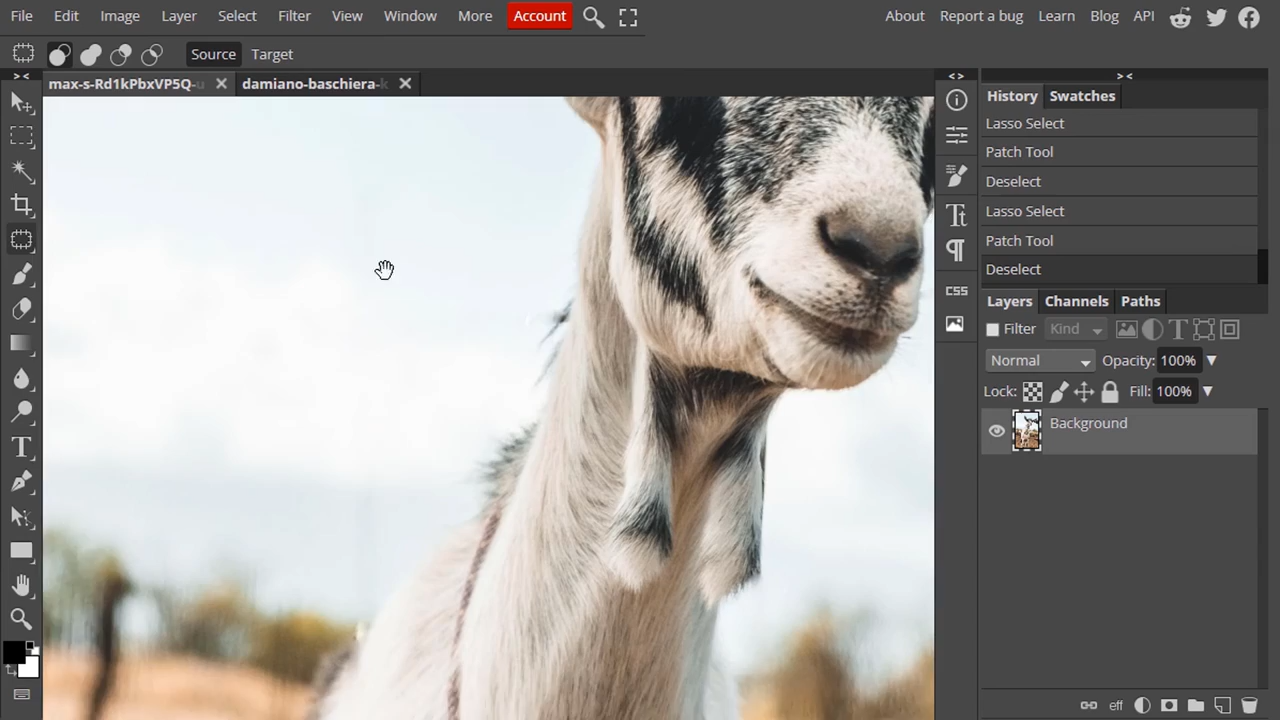 File Edit Image Layer Select Filter View Window More Account About Report a bug Learn Blog API
Source Target
> < max-s-Rd1kPbxVP5Q-u damiano-baschiera-k < > > <
History Swatches
Lasso Select
Patch Tool
Deselect
Lasso Select
Patch Tool
Deselect
CSS
Layers Channels Paths
Filter Kind T
Normal Opacity: 100%
Lock: Fill: 100%
Background
T
eff